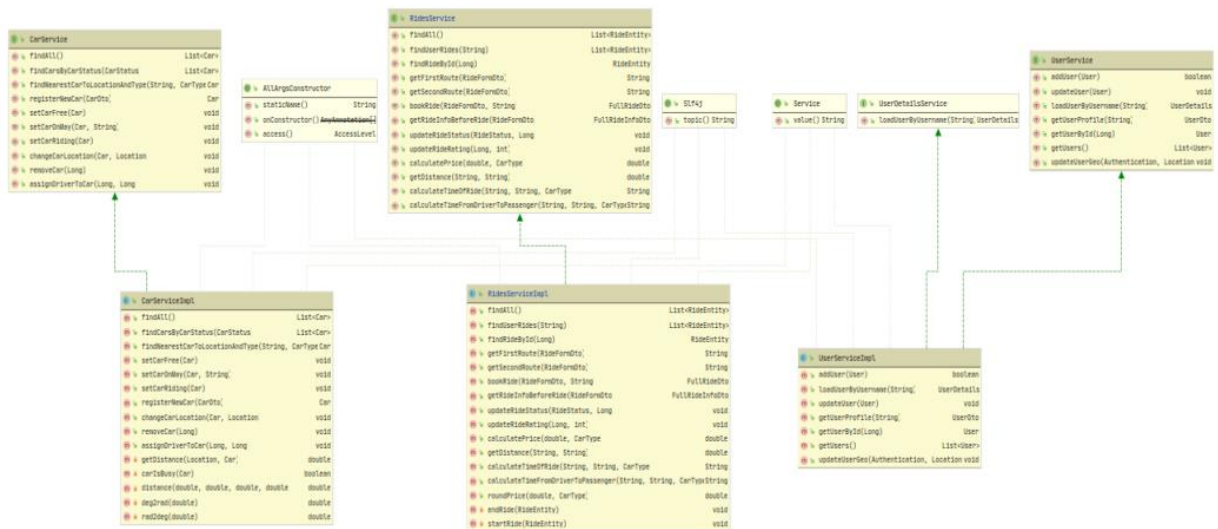 CarService
findAll() List<Car>
findCarsByCarStatus(CarStatus List<Car>
findNearestCarToLocationAndType(String, CarType Car
registerNewCar(CarDto) Car
setCarFree(Car) void
setCarOnWay(Car, String) void
setCarRiding(Car) void
changeCarLocation(Car, Location void
removeCar(Long) void
assignDriverToCar(Long, Long void
AllArgsConstructor
staticName() String
onConstructor() AnyAnnotation[]
access() AccessLevel
RidesService
findAll() List<RideEntity>
findUserRides(String) List<RideEntity>
findRideById(Long) RideEntity
getFirstRoute(RideFormDto) String
getSecondRoute(RideFormDto) String
bookRide(RideFormDto, String FullRideDto
getRideInfoBeforeRide(RideFormDto FullRideInfoDto
updateRideStatus(RideStatus, Long void
updateRideRating(Long, int) void
calculatePrice(double, CarType double
getDistance(String, String) double
calculateTimeOfRide(String, String, CarType String
calculateTimeFromDriverToPassenger(String, String, CarType String
Slf4j
topic() String
Service
value() String
UserDetailsService
loadUserByUsername(String) UserDetails
UserService
addUser(User) boolean
updateUser(User) void
loadUserByUsername(String) UserDetails
getUserProfile(String) UserDto
getUserById(Long) User
getUsers() List<User>
updateUserGeo(Authentication, Location void
CarServiceImpl
findAll() List<Car>
findCarsByCarStatus(CarStatus List<Car>
findNearestCarToLocationAndType(String, CarType Car
setCarFree(Car) void
setCarOnWay(Car, String) void
setCarRiding(Car) void
registerNewCar(CarDto) Car
changeCarLocation(Car, Location void
removeCar(Long) void
assignDriverToCar(Long, Long void
getDistance(Location, Car) double
carIsBusy(Car) boolean
distance(double, double, double, double double
deg2rad(double) double
rad2deg(double) double
RidesServiceImpl
findAll() List<RideEntity>
findUserRides(String) List<RideEntity>
findRideById(Long) RideEntity
getFirstRoute(RideFormDto) String
getSecondRoute(RideFormDto) String
bookRide(RideFormDto, String FullRideDto
getRideInfoBeforeRide(RideFormDto FullRideInfoDto
updateRideStatus(RideStatus, Long void
updateRideRating(Long, int) void
calculatePrice(double, CarType double
getDistance(String, String) double
calculateTimeOfRide(String, String, CarType String
calculateTimeFromDriverToPassenger(String, String, CarType String
roundPrice(double, CarType) double
endRide(RideEntity) void
startRide(RideEntity) void
UserServiceImpl
addUser(User) boolean
loadUserByUsername(String) UserDetails
updateUser(User) void
getUserProfile(String) UserDto
getUserById(Long) User
getUsers() List<User>
updateUserGeo(Authentication, Location void